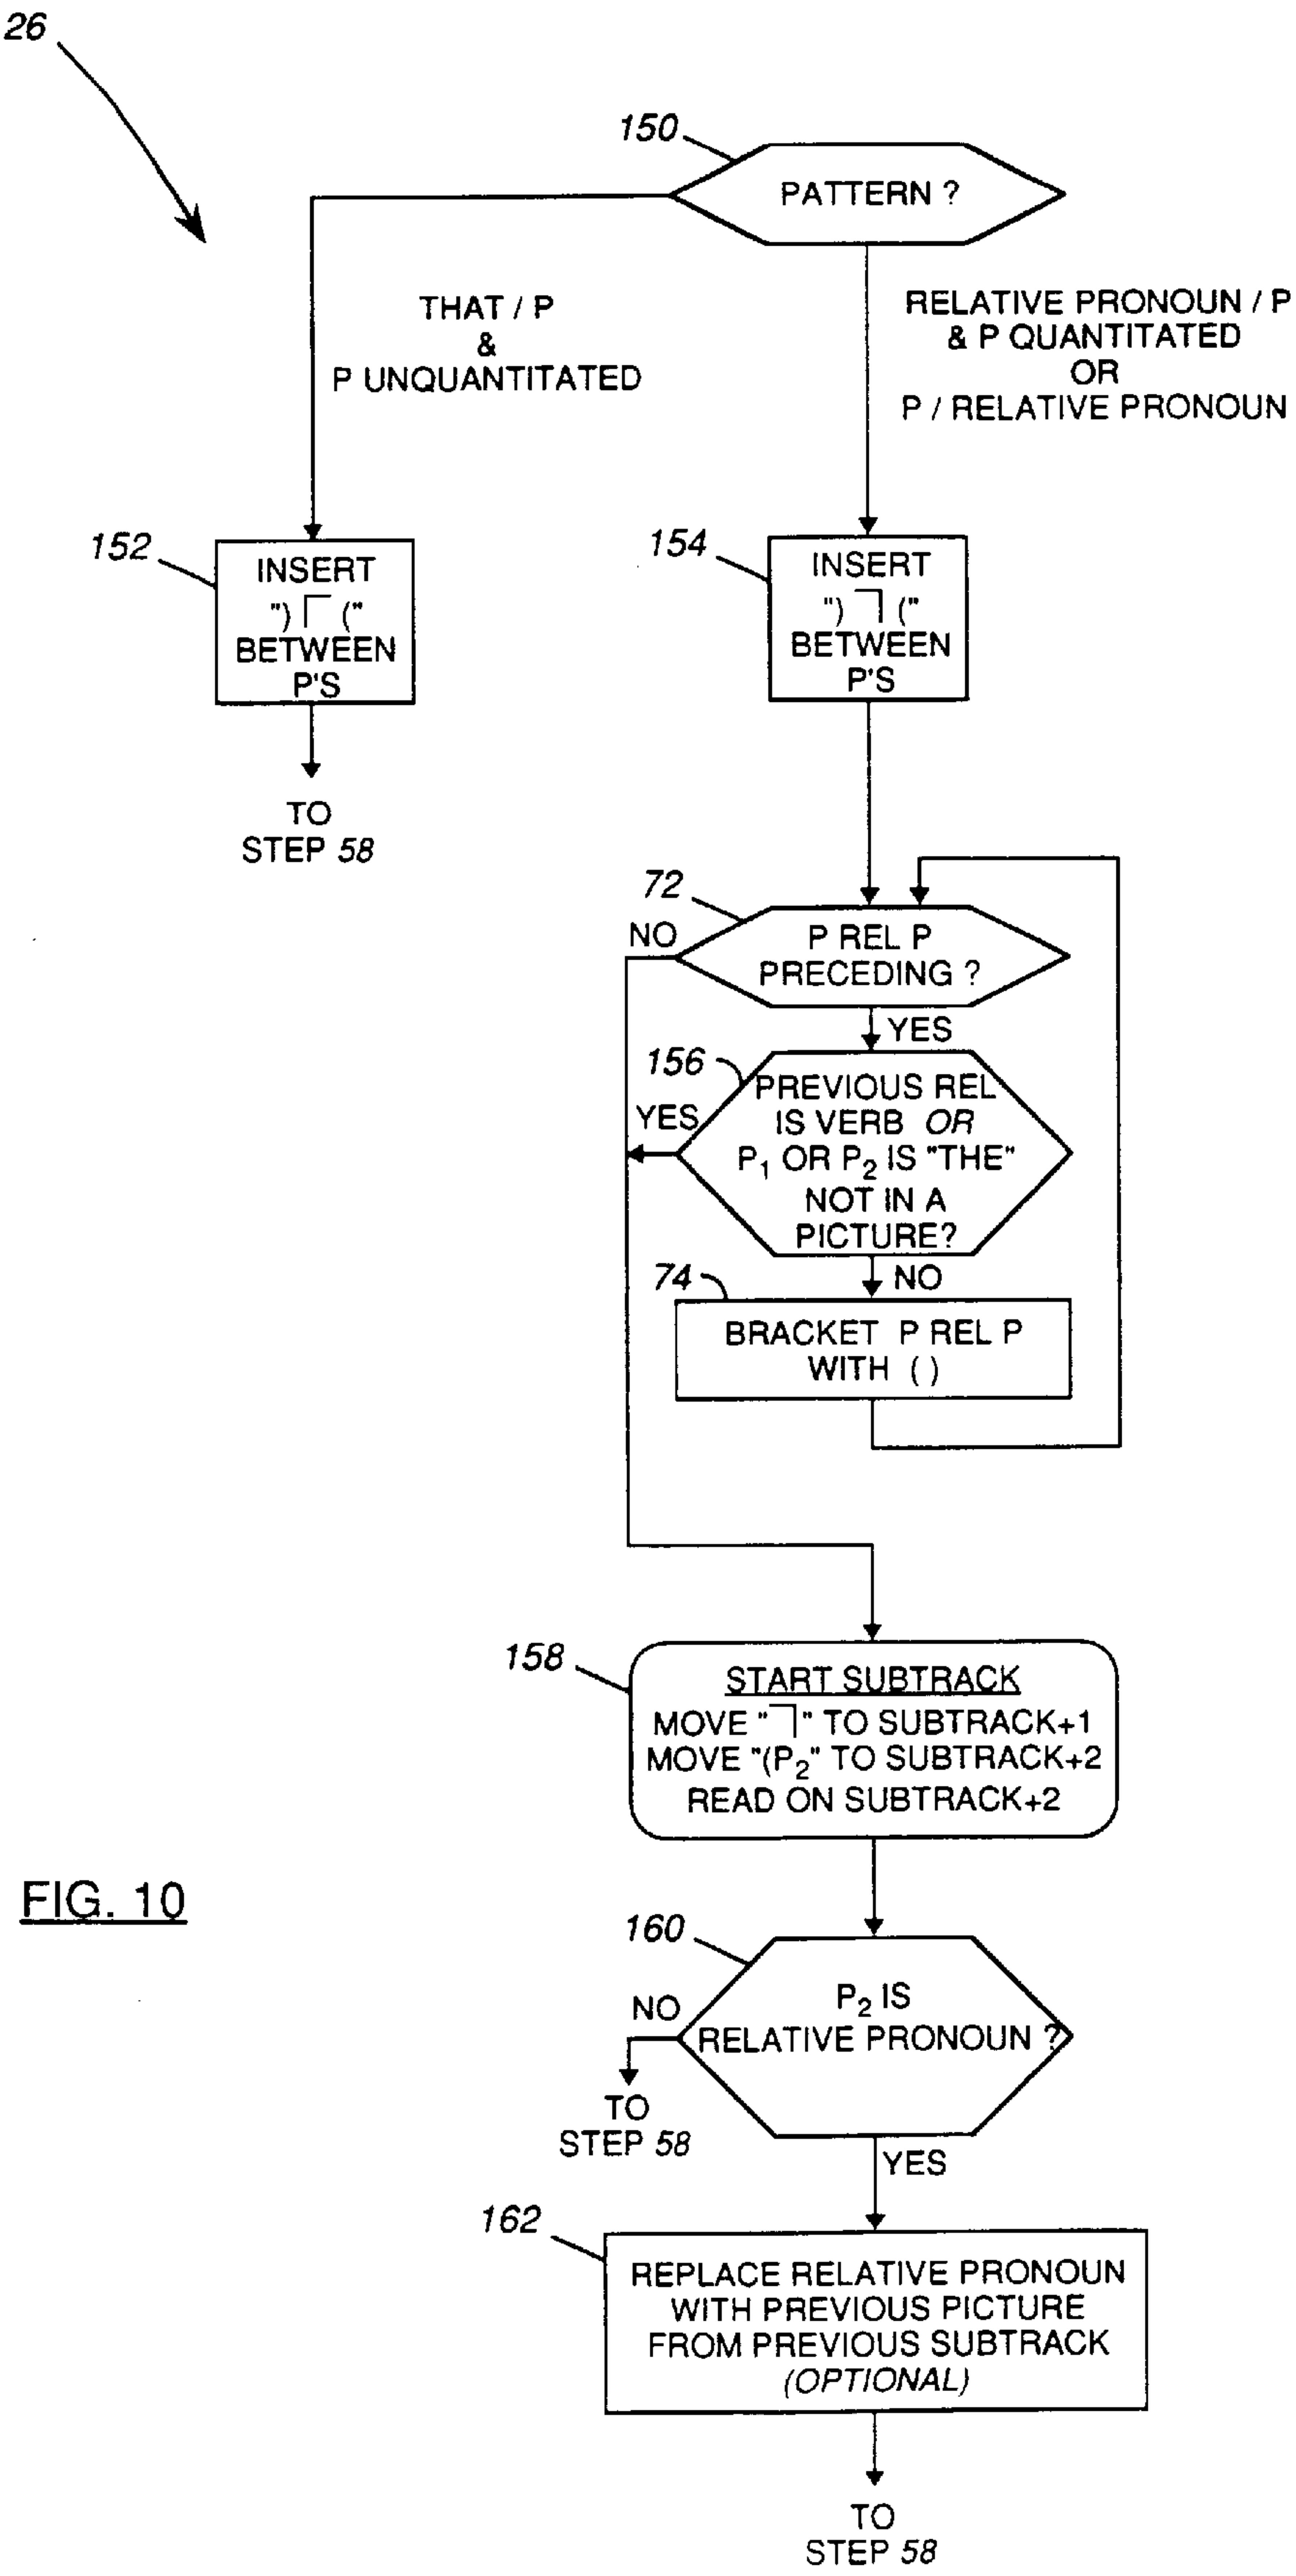 26
150
PATTERN ?
THAT / P
&
P UNQUANTITATED
RELATIVE PRONOUN / P
& P QUANTITATED
OR
P / RELATIVE PRONOUN
152
INSERT
") ┌ ("
BETWEEN
P'S
TO
STEP 58
154
INSERT
") ┐ ("
BETWEEN
P'S
72
NO
P REL P
PRECEDING ?
YES
156
YES
PREVIOUS REL
IS VERB OR
P₁ OR P₂ IS "THE"
NOT IN A
PICTURE?
NO
74
BRACKET P REL P
WITH ( )
158
START SUBTRACK
MOVE "┐" TO SUBTRACK+1
MOVE "(P₂" TO SUBTRACK+2
READ ON SUBTRACK+2
FIG. 10
160
NO
P₂ IS
RELATIVE PRONOUN ?
TO
STEP 58
YES
162
REPLACE RELATIVE PRONOUN
WITH PREVIOUS PICTURE
FROM PREVIOUS SUBTRACK
(OPTIONAL)
TO
STEP 58